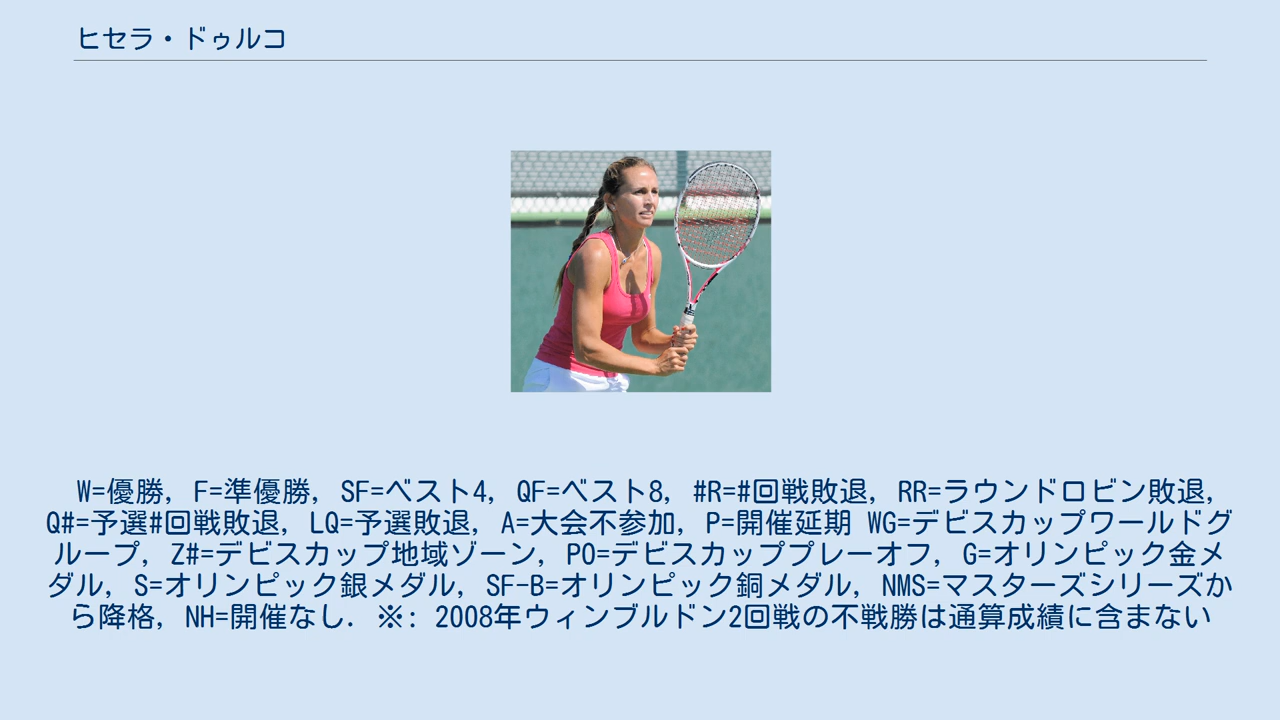 ヒセラ・ドゥルコ
W=優勝, F=準優勝, SF=ベスト4, QF=ベスト8, #R=#回戦敗退, RR=ラウンドロビン敗退,
Q#=予選#回戦敗退, LQ=予選敗退, A=大会不参加, P=開催延期 WG=デビスカップワールドグ
ループ, Z#=デビスカップ地域ゾーン, PO=デビスカッププレーオフ, G=オリンピック金メ
ダル, S=オリンピック銀メダル, SF-B=オリンピック銅メダル, NMS=マスターズシリーズか
ら降格, NH=開催なし. ※: 2008年ウィンブルドン2回戦の不戦勝は通算成績に含まない